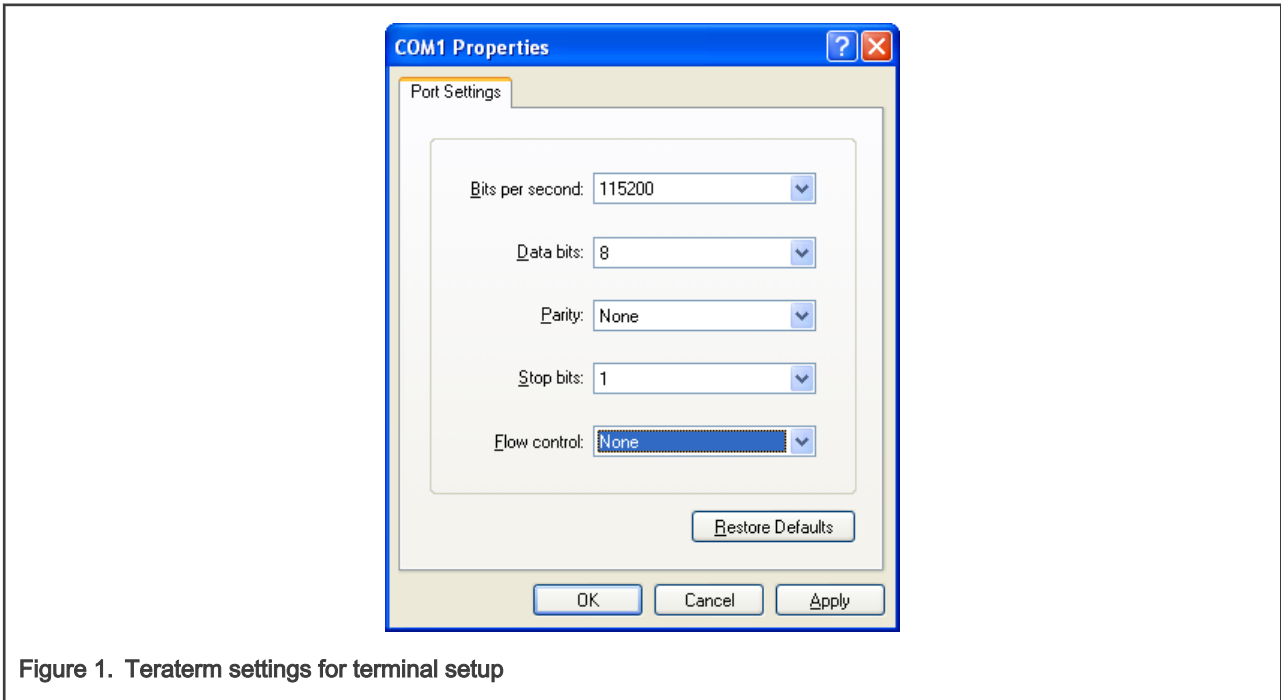 COM1 Properties
Port Settings
Bits per second: 115200
Data bits: 8
Parity: None
Stop bits: 1
Flow control: None
Restore Defaults
OK Cancel Apply
Figure 1. Teraterm settings for terminal setup